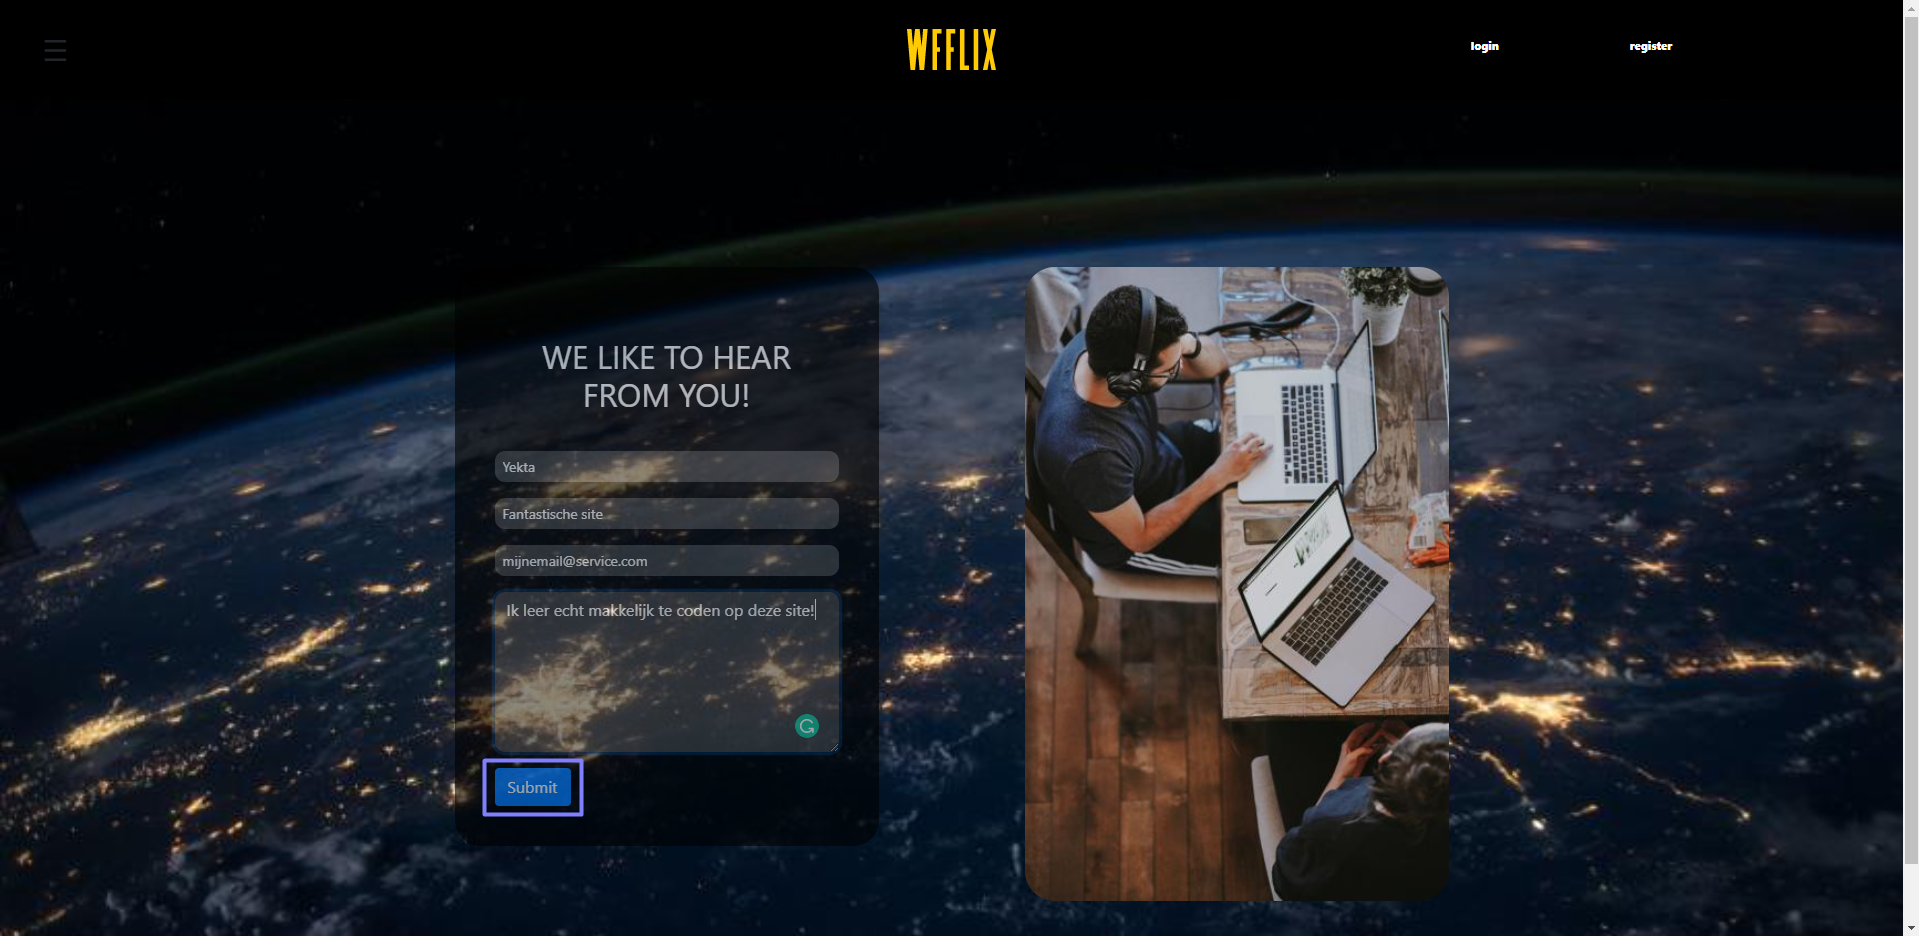 WFFLIX
login
register
WE LIKE TO HEAR
FROM YOU!
Yekta
Fantastische site
mijnemail@service.com
Ik leer echt makkelijk te coden op deze site!
Submit